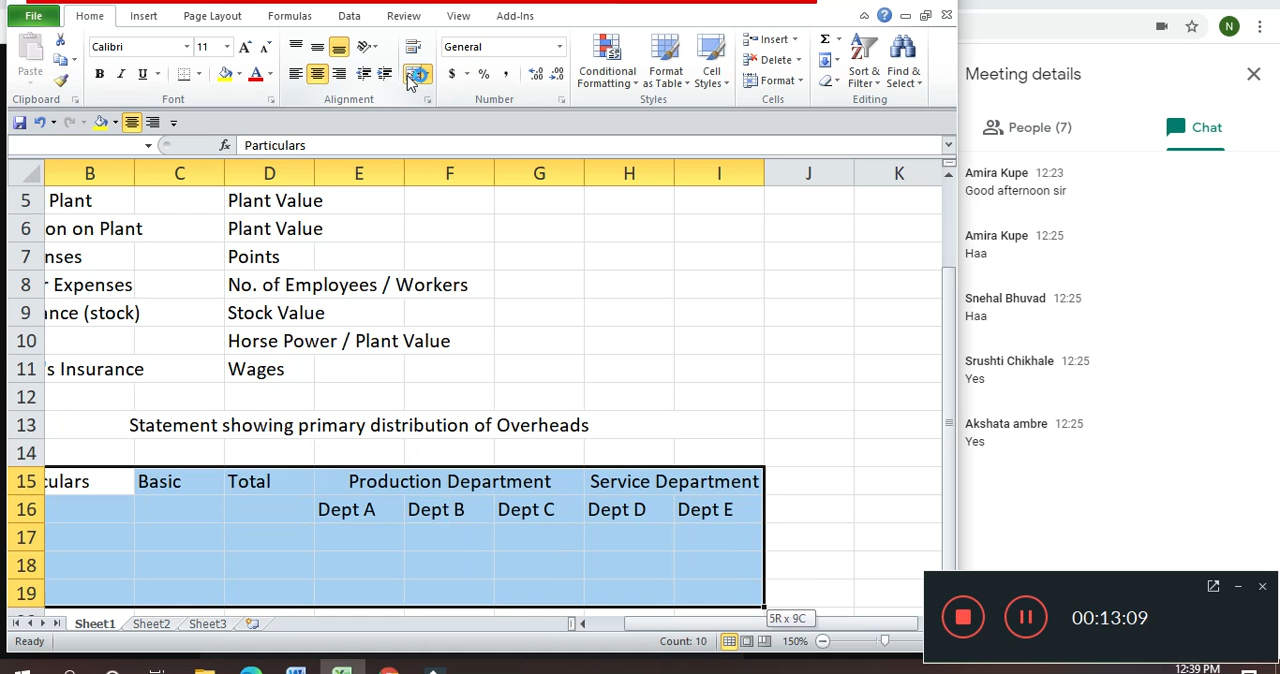 File Home Insert Page Layout Formulas Data Review View Add-Ins
Paste Calibri 11 General Conditional Formatting Format as Table Cell Styles Insert Delete Format Sort & Filter Find & Select
Clipboard Font Alignment Number Styles Cells Editing
fx Particulars
B C D E F G H I J K
5 Plant Plant Value
6 on on Plant Plant Value
7 nses Points
8 r Expenses No. of Employees / Workers
9 ance (stock) Stock Value
10 Horse Power / Plant Value
11 's Insurance Wages
12
13 Statement showing primary distribution of Overheads
14
15 culars Basic Total Production Department Service Department
16 Dept A Dept B Dept C Dept D Dept E
17
18
19
5R x 9C
Sheet1 Sheet2 Sheet3
Ready Count: 10 150%
N
Meeting details
People (7) Chat
Amira Kupe 12:23
Good afternoon sir
Amira Kupe 12:25
Haa
Snehal Bhuvad 12:25
Haa
Srushti Chikhale 12:25
Yes
Akshata ambre 12:25
Yes
00:13:09
12:39 PM